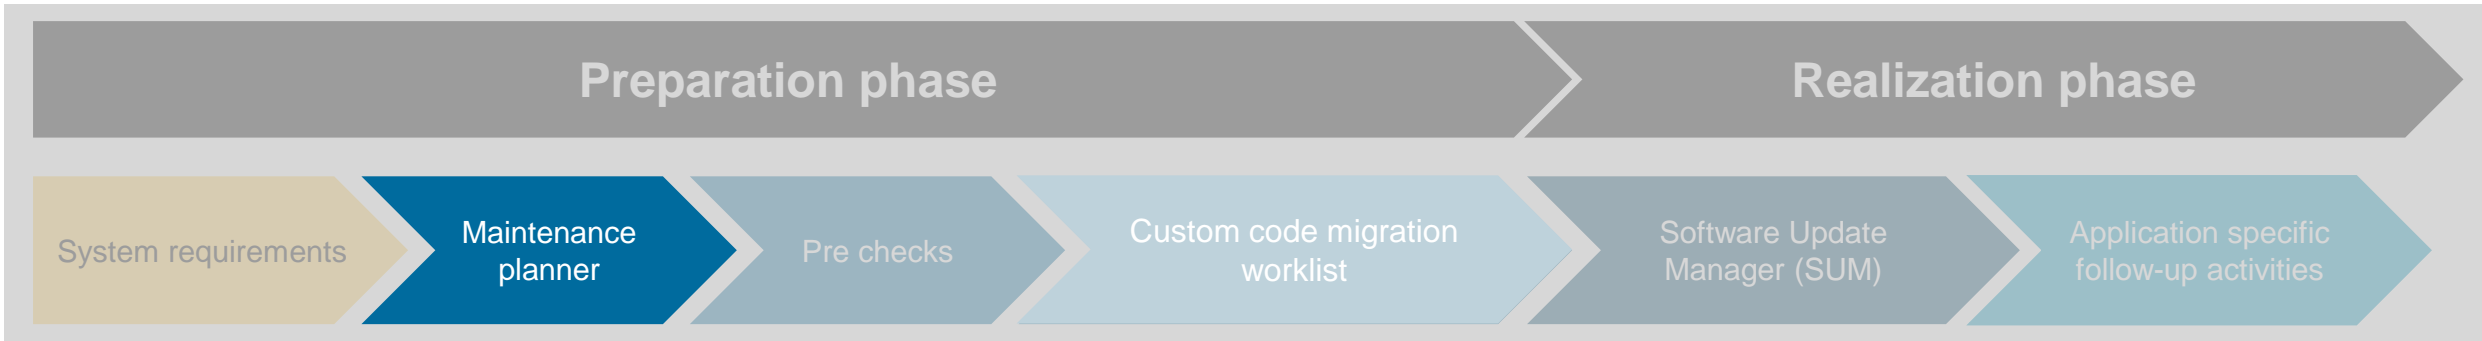 Preparation phase
Realization phase
System requirements
Maintenance
planner
Pre checks
Custom code migration
worklist
Software Update
Manager (SUM)
Application specific
follow-up activities